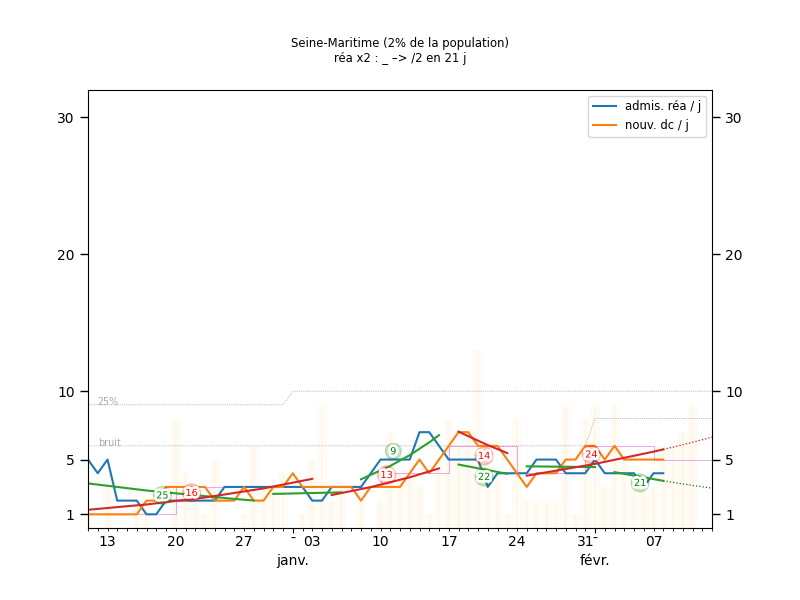 Seine-Maritime (2% de la population)
réa x2 : _ –> /2 en 21 j
admis. réa / j
nouv. dc / j
30 30
20 20
10 10
25%
bruit
9
5 5
14
24
13
22
21
25 16
1 1
13 20 27 - 03 10 17 24 31 - 07
janv. févr.